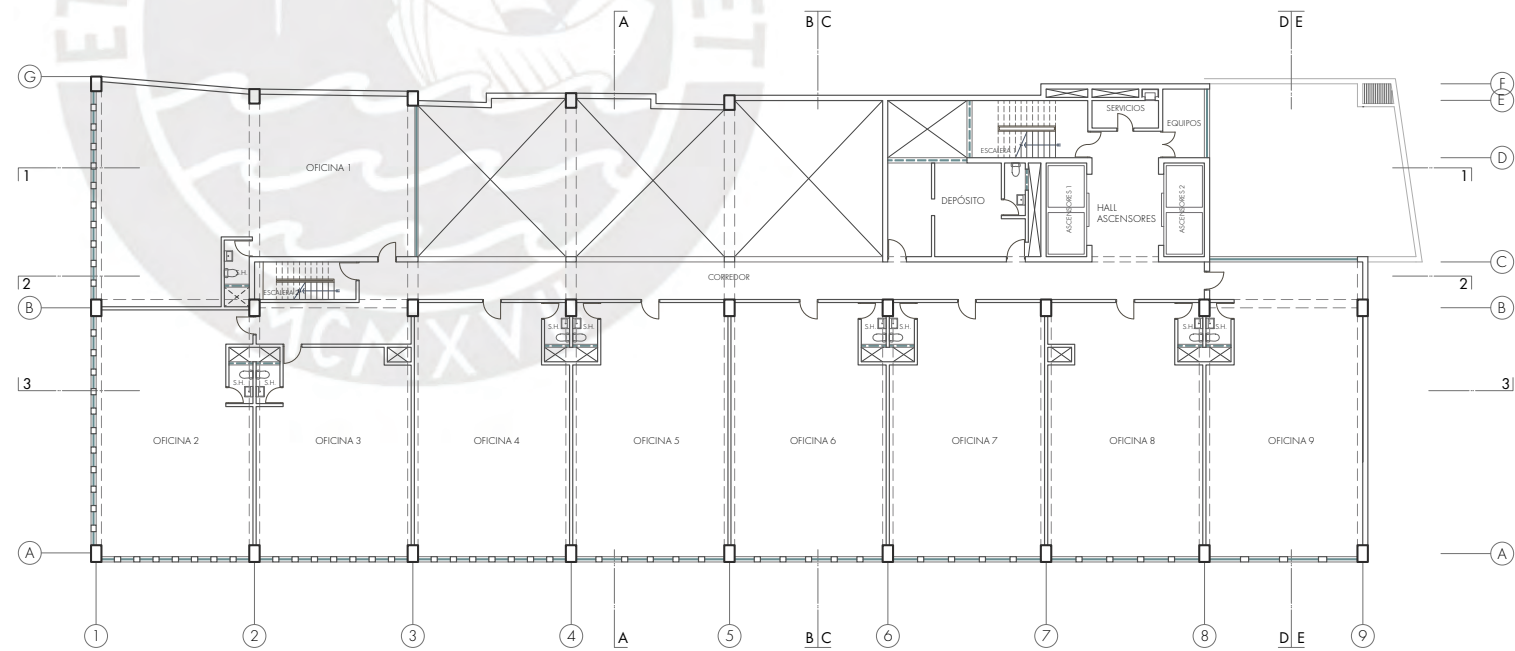 A
B C
D E
G
F
E
SERVICIOS
EQUIPOS
ESCALERA 1
D
OFICINA 1
1
1
DEPÓSITO
ASCENSORES 1
HALL
ASCENSORES
ASCENSORES 2
C
S.H.
CORREDOR
2
2
ESCALERA
B
B
S.H.
S.H.
S.H.
S.H.
S.H.
S.H.
MCMXVII
3
3
S.H.
S.H.
OFICINA 2
OFICINA 3
OFICINA 4
OFICINA 5
OFICINA 6
OFICINA 7
OFICINA 8
OFICINA 9
A
A
1
2
3
4
5
6
7
8
9
A
B C
D E